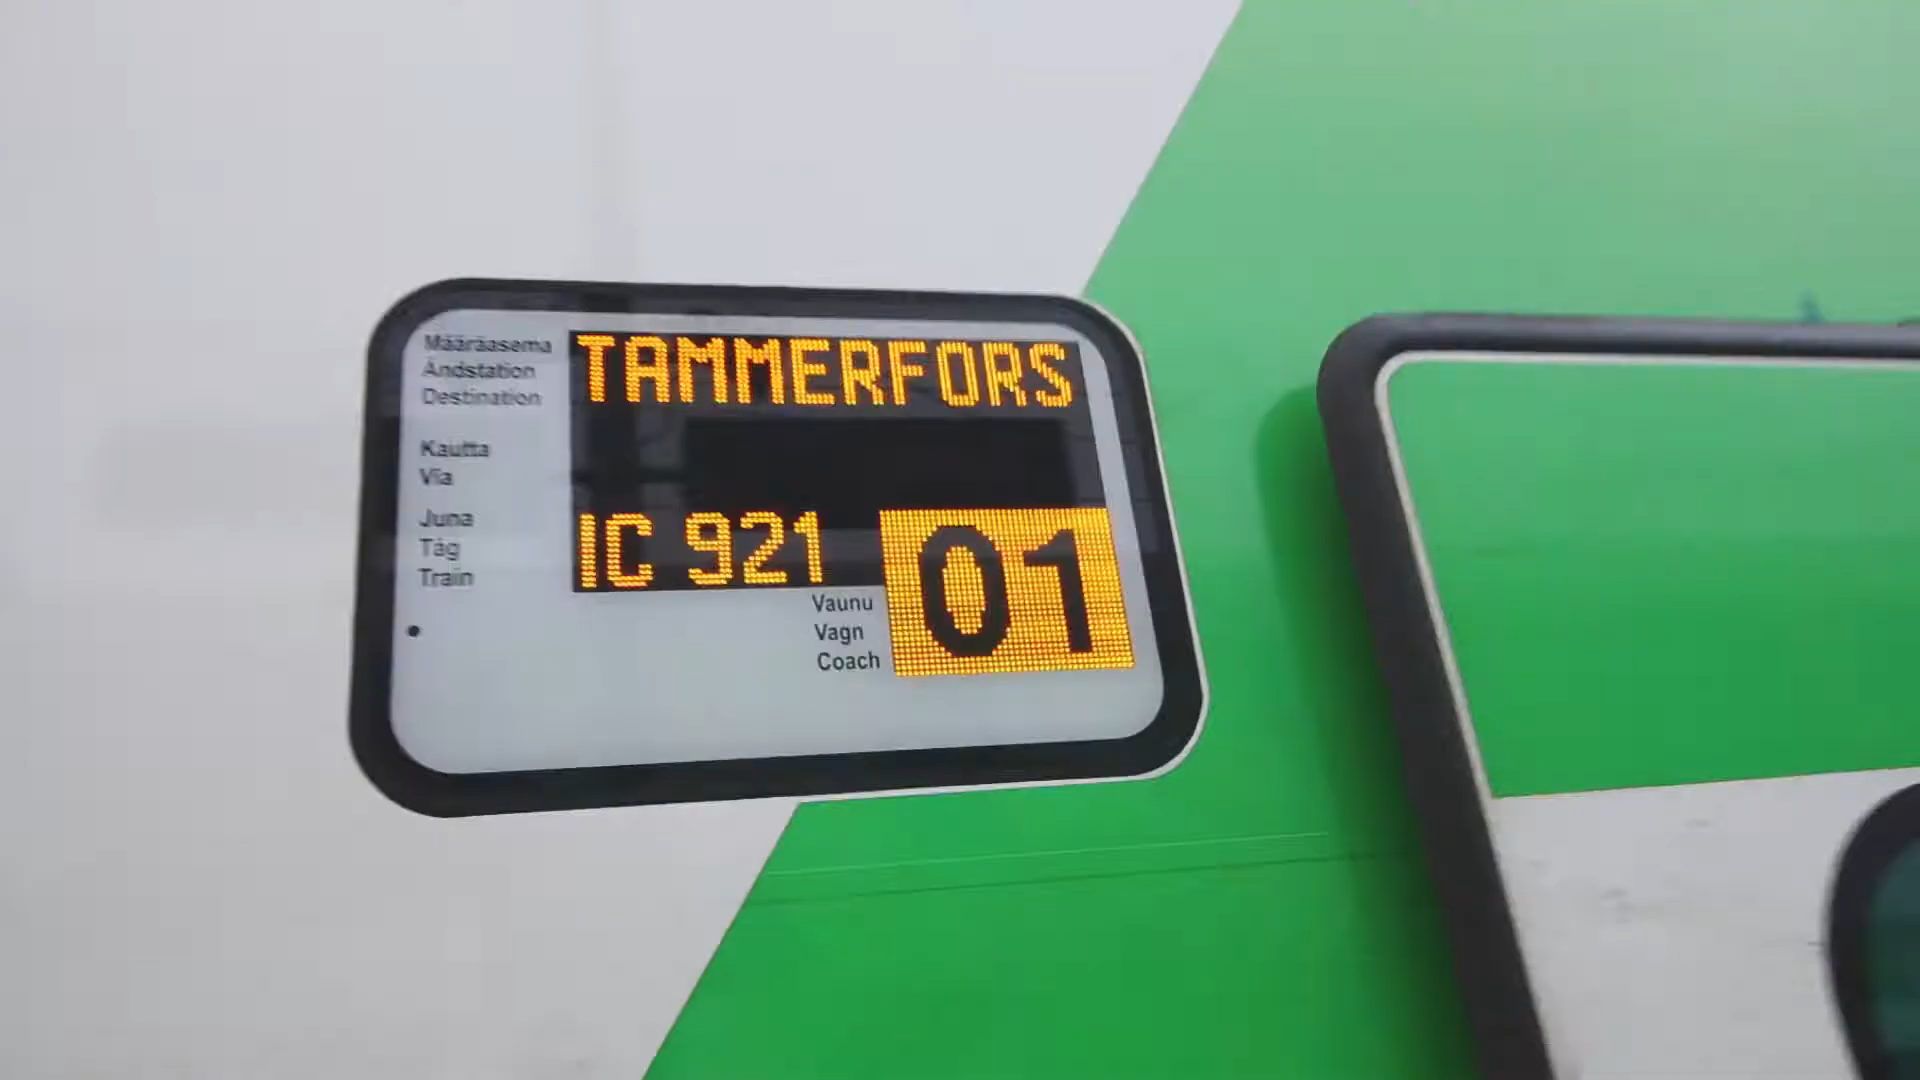 Määräasema
Ändstation
Destination
TAMMERFORS
Kautta
Via
Juna
Tåg
Train
IC 921
Vaunu
Vagn
Coach
01